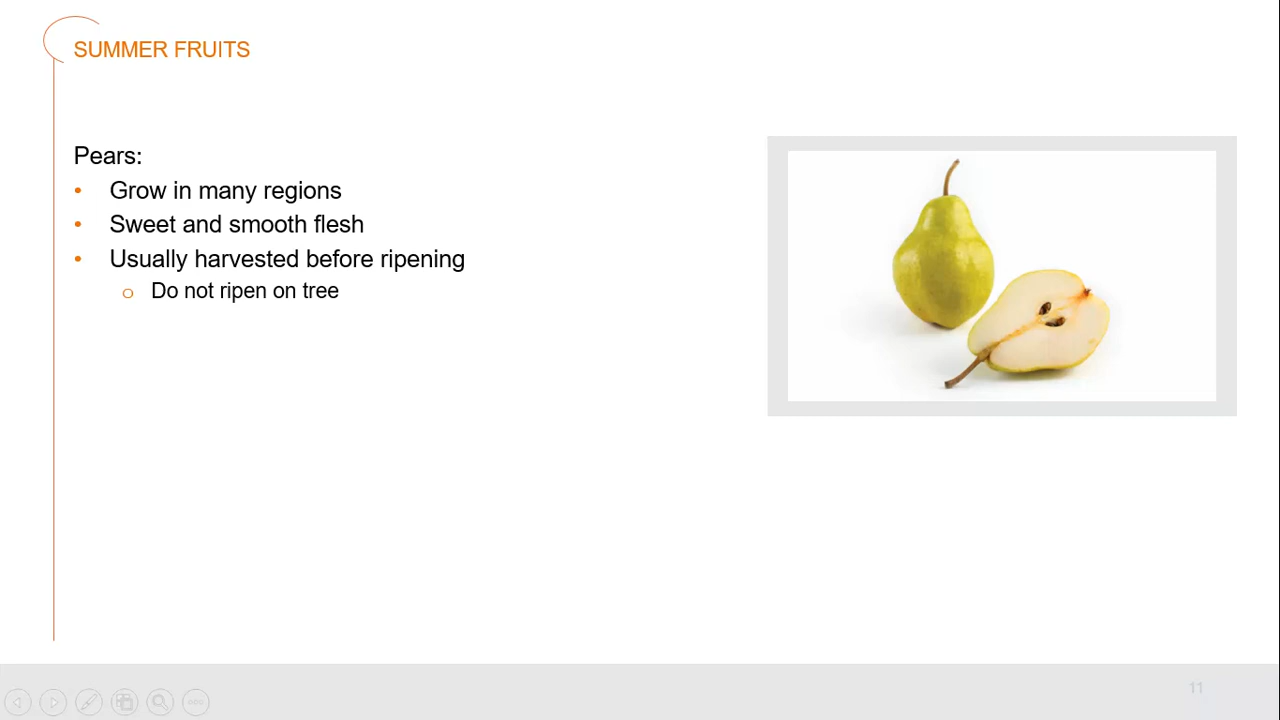 SUMMER FRUITS
Pears:
• Grow in many regions
• Sweet and smooth flesh
• Usually harvested before ripening
o Do not ripen on tree
11